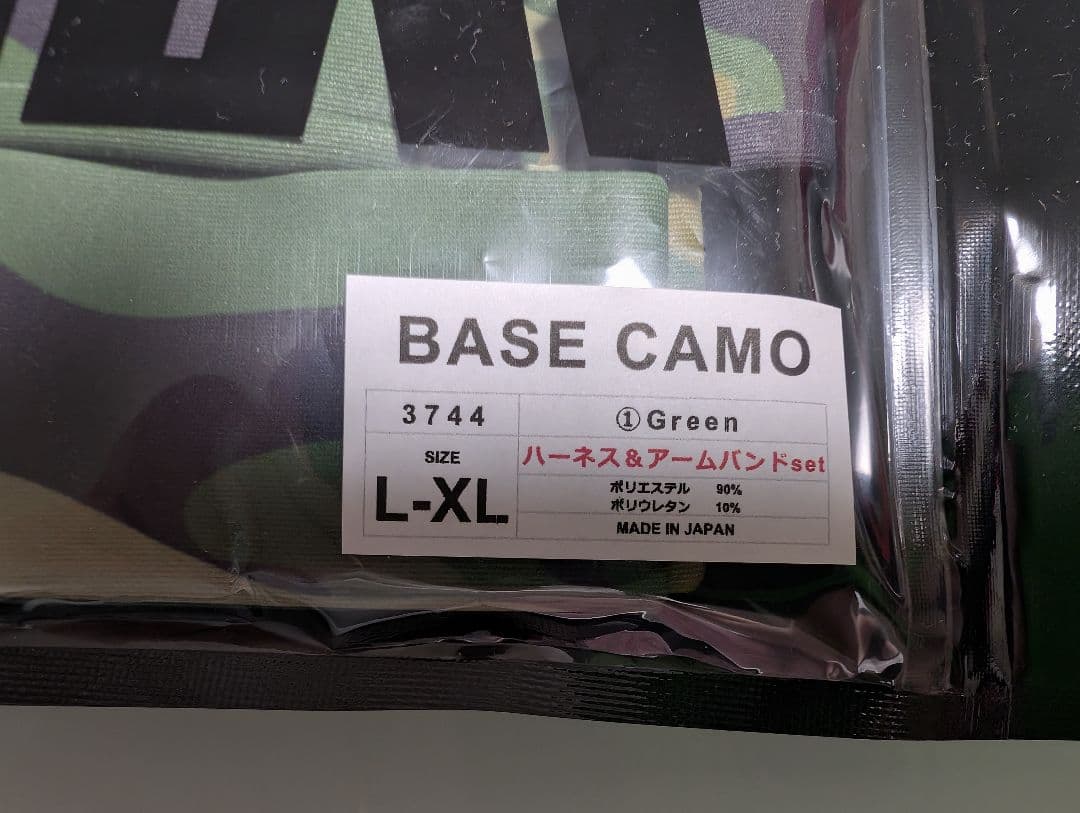 BASE CAMO
3744
①Green
SIZE
L-XL
ハーネス&アームバンドset
ポリエステル 90%
ポリウレタン 10%
MADE IN JAPAN